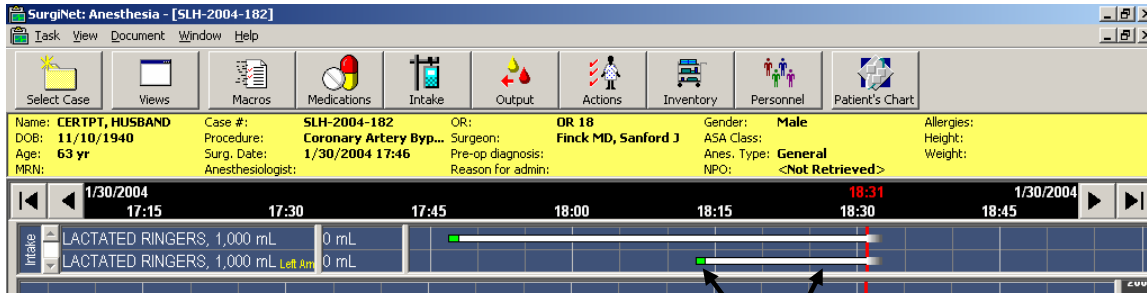 SurgiNet: Anesthesia - [SLH-2004-182]
Task View Document Window Help
Select Case Views Macros Medications Intake Output Actions Inventory Personnel Patient's Chart
Name: CERTPT, HUSBAND Case #: SLH-2004-182 OR: OR 18 Gender: Male Allergies:
DOB: 11/10/1940 Procedure: Coronary Artery Byp... Surgeon: Finck MD, Sanford J ASA Class: Height:
Age: 63 yr Surg. Date: 1/30/2004 17:46 Pre-op diagnosis: Anes. Type: General Weight:
MRN: Anesthesiologist: Reason for admin: NPO: <Not Retrieved>
1/30/2004 18:31 1/30/2004
17:15 17:30 17:45 18:00 18:15 18:30 18:45
Intake
LACTATED RINGERS, 1,000 mL 0 mL
LACTATED RINGERS, 1,000 mL Left Arm 0 mL